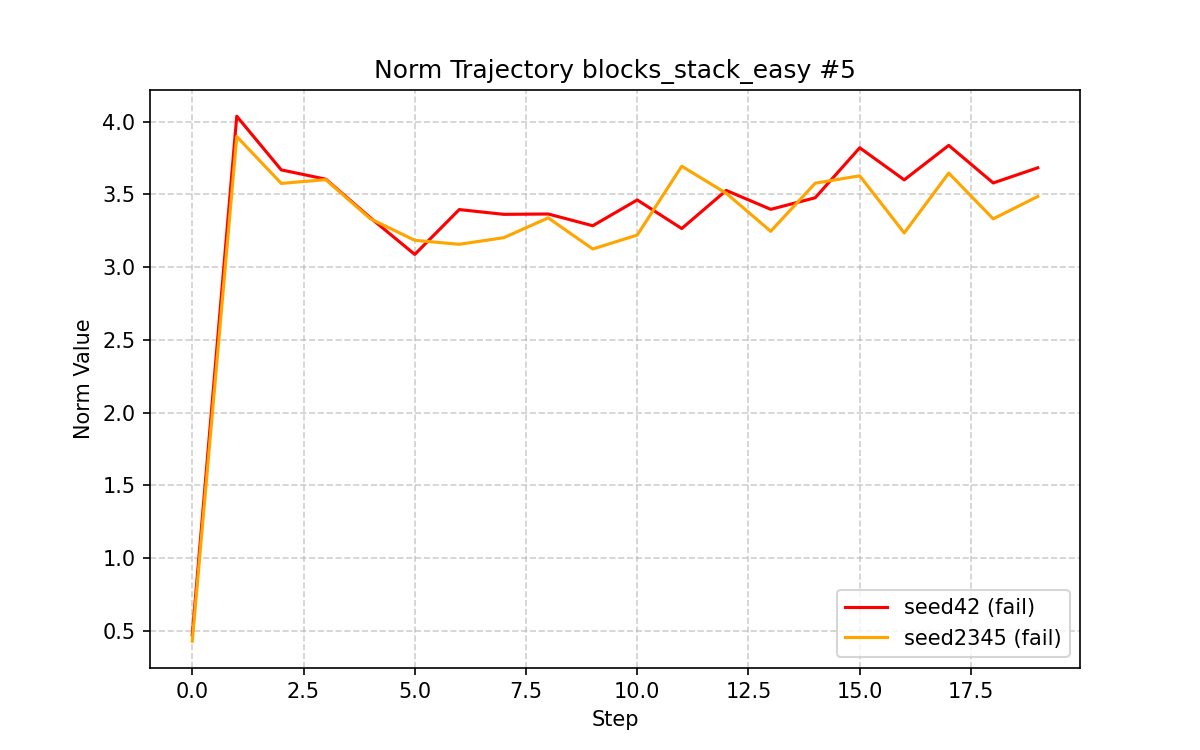 Norm Trajectory blocks_stack_easy #5
4.0
3.5
3.0
2.5
2.0
1.5
1.0
0.5
Norm Value
seed42 (fail)
seed2345 (fail)
0.0 2.5 5.0 7.5 10.0 12.5 15.0 17.5
Step